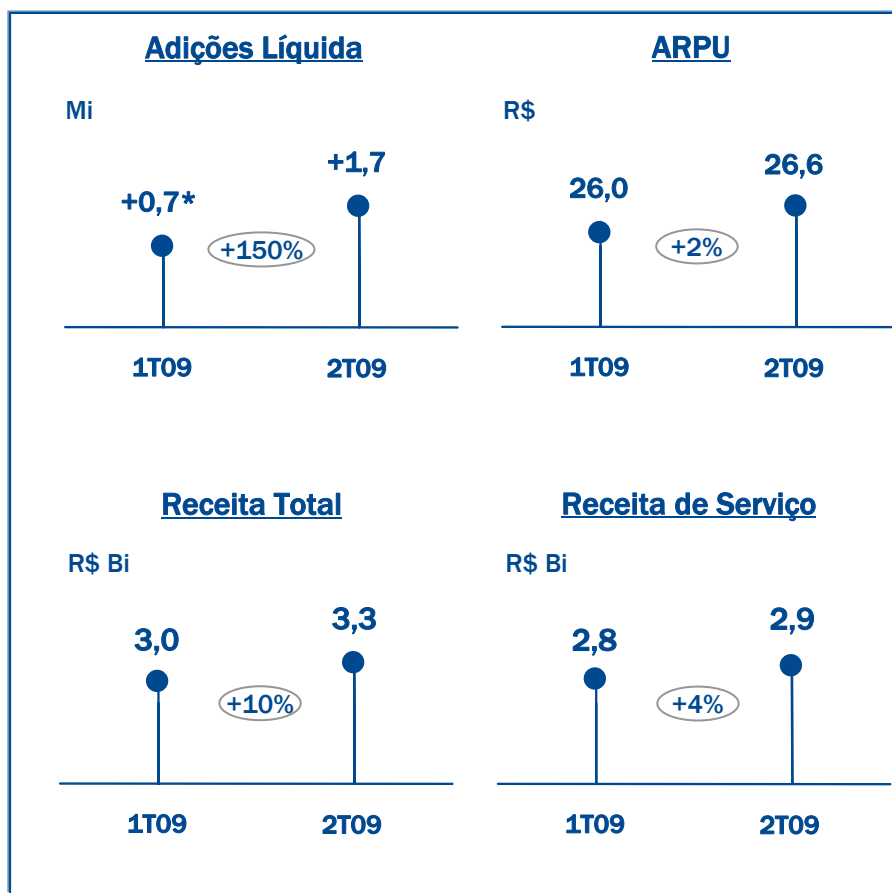 Adições Líquida
Mi
+0,7*
+1,7
+150%
1T09
2T09
ARPU
R$
26,0
26,6
+2%
1T09
2T09
Receita Total
R$ Bi
3,0
3,3
+10%
1T09
2T09
Receita de Serviço
R$ Bi
2,8
2,9
+4%
1T09
2T09